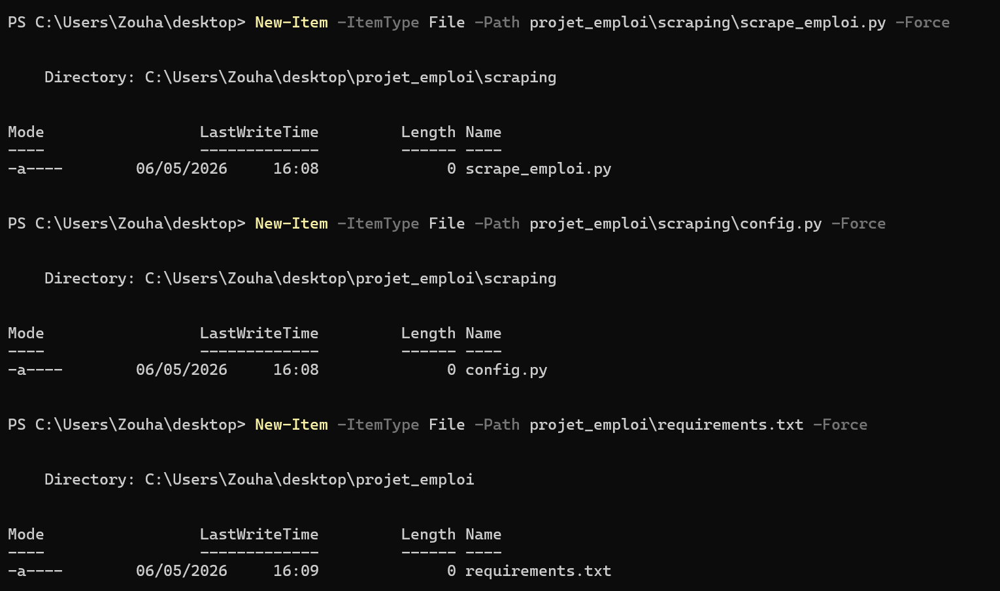 PS C:\Users\Zouha\desktop> New-Item -ItemType File -Path projet_emploi\scraping\scrape_emploi.py -Force
Directory: C:\Users\Zouha\desktop\projet_emploi\scraping
Mode LastWriteTime Length Name
---- ------------- ------ ----
-a---- 06/05/2026 16:08 0 scrape_emploi.py
PS C:\Users\Zouha\desktop> New-Item -ItemType File -Path projet_emploi\scraping\config.py -Force
Directory: C:\Users\Zouha\desktop\projet_emploi\scraping
Mode LastWriteTime Length Name
---- ------------- ------ ----
-a---- 06/05/2026 16:08 0 config.py
PS C:\Users\Zouha\desktop> New-Item -ItemType File -Path projet_emploi\requirements.txt -Force
Directory: C:\Users\Zouha\desktop\projet_emploi
Mode LastWriteTime Length Name
---- ------------- ------ ----
-a---- 06/05/2026 16:09 0 requirements.txt